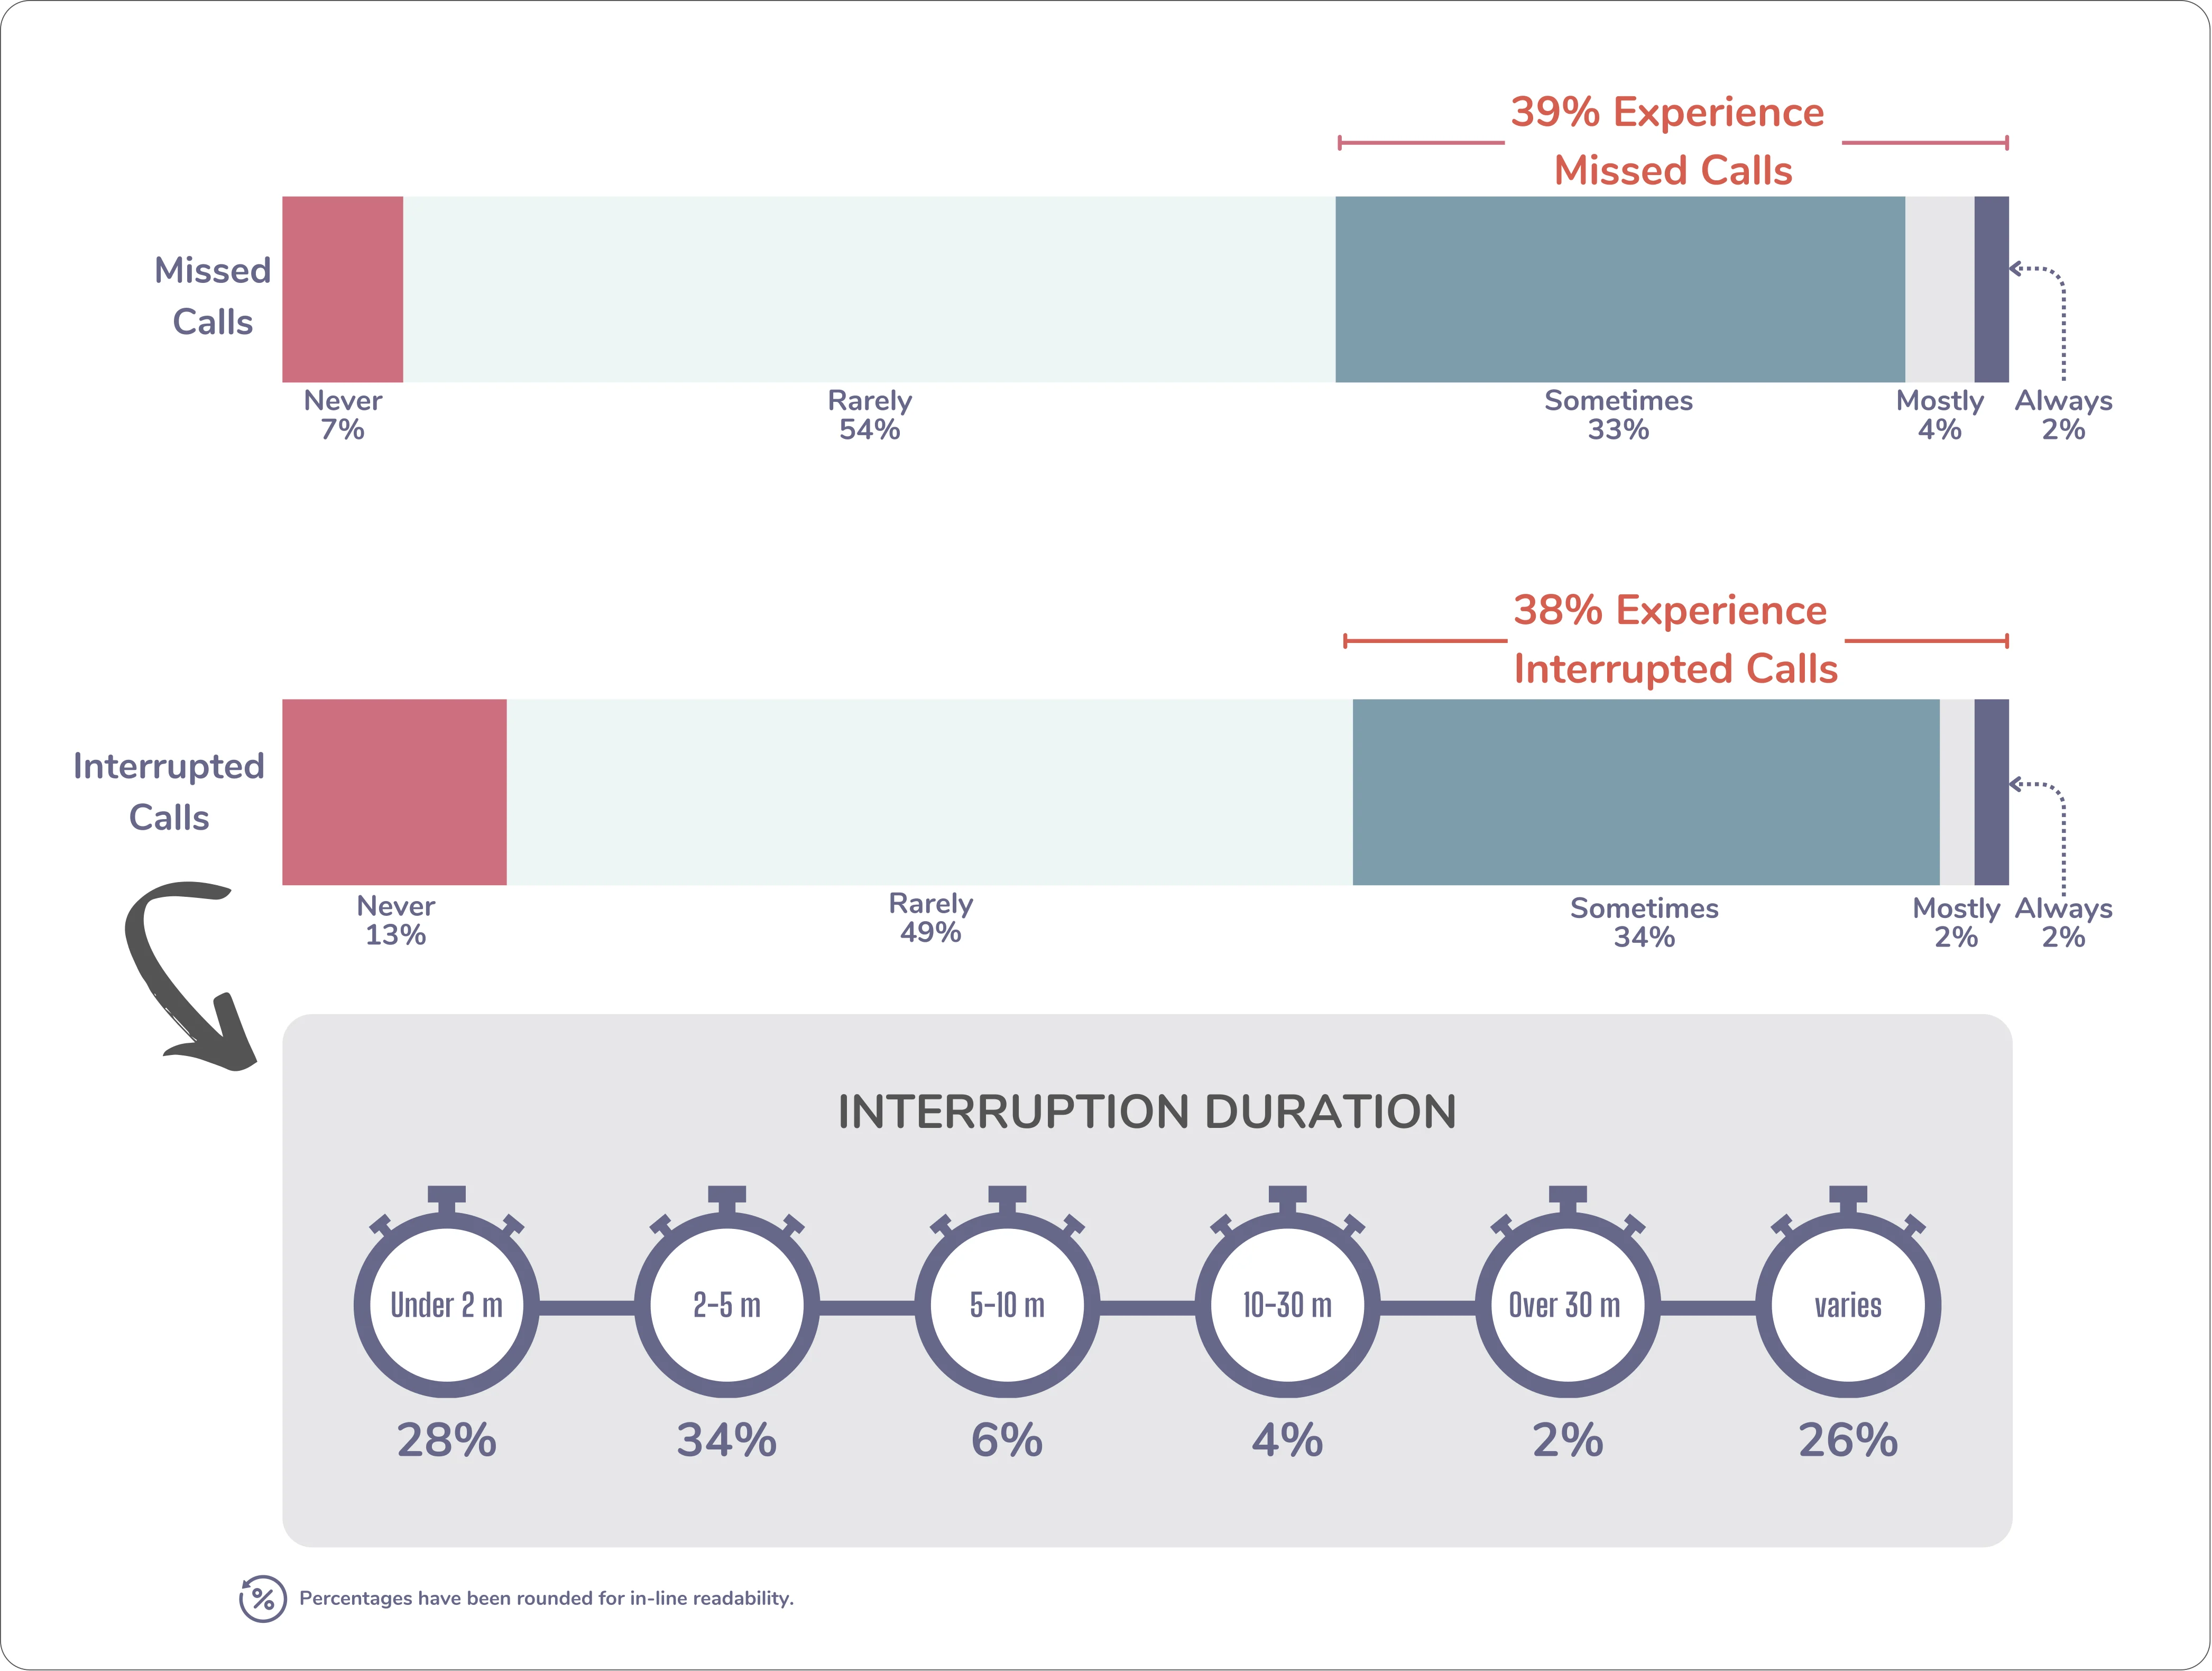 39% Experience
Missed Calls
Missed
Calls
Never
7%
Rarely
54%
Sometimes
33%
Mostly
4%
Always
2%
38% Experience
Interrupted Calls
Interrupted
Calls
Never
13%
Rarely
49%
Sometimes
34%
Mostly
2%
Always
2%
INTERRUPTION DURATION
Under 2 m
2-5 m
5-10 m
10-30 m
Over 30 m
varies
28%
34%
6%
4%
2%
26%
% Percentages have been rounded for in-line readability.